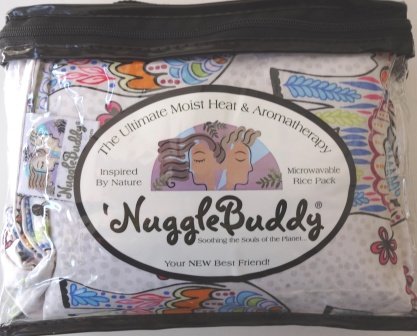 The Ultimate Moist Heat & Aromatherapy
Inspired
By Nature
Microwavable
Rice Pack
'NuggleBuddy®
Soothing the Souls of the Planet...
Your NEW Best Friend!
NuggleBuddy